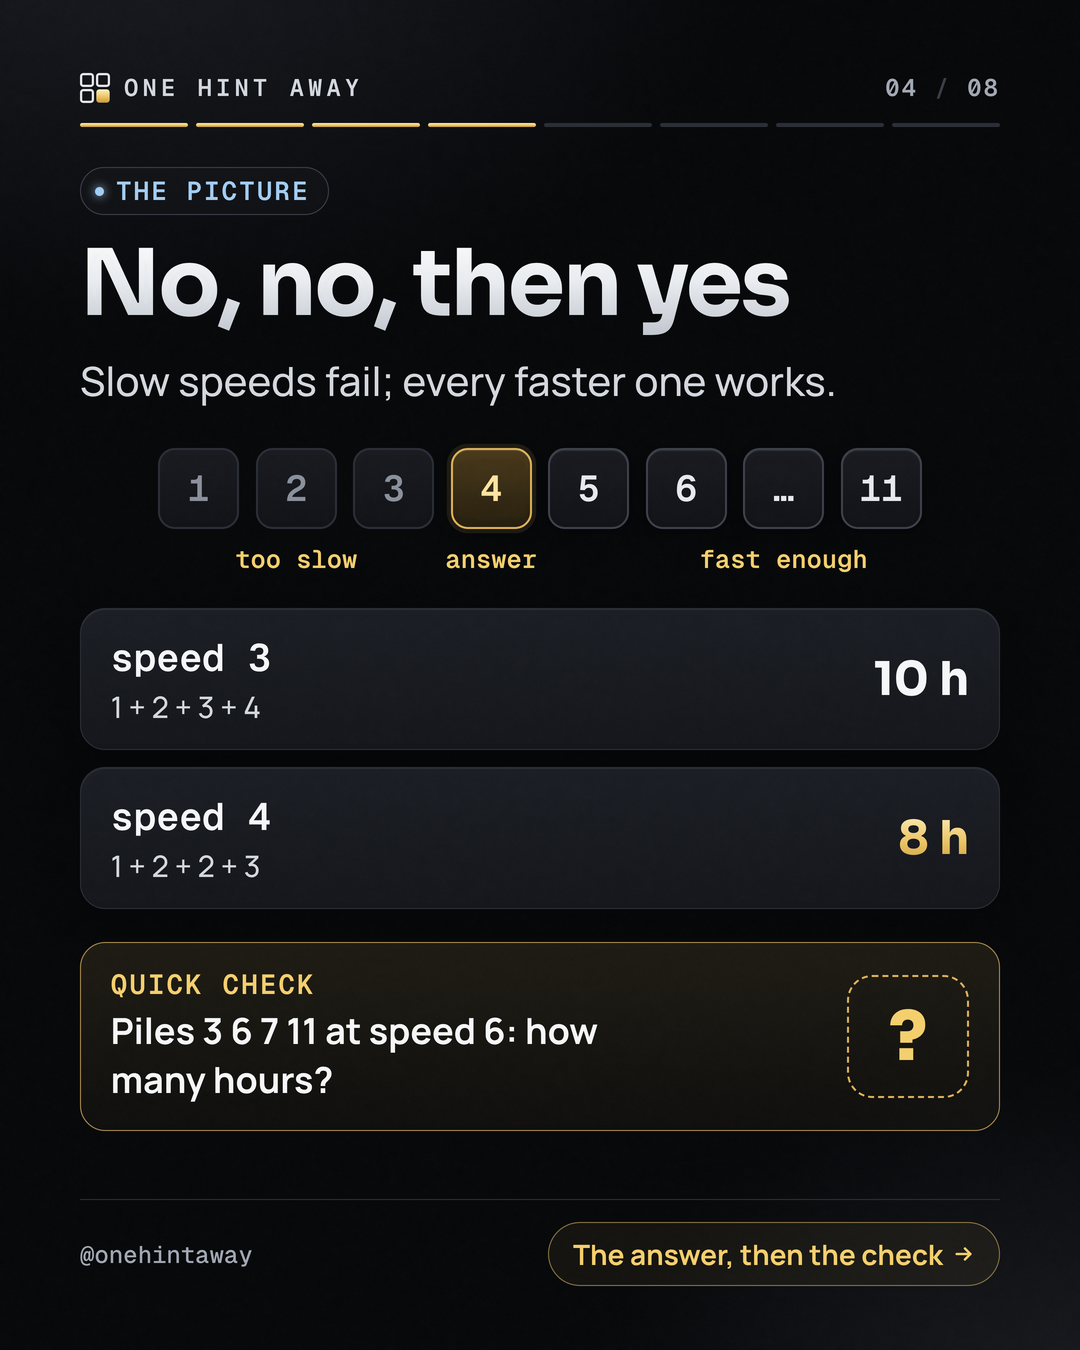 ONE HINT AWAY
04 / 08
THE PICTURE
No, no, then yes
Slow speeds fail; every faster one works.
1 2 3 4 5 6 … 11
too slow answer fast enough
speed 3
1 + 2 + 3 + 4
10 h
speed 4
1 + 2 + 2 + 3
8 h
QUICK CHECK
Piles 3 6 7 11 at speed 6: how
many hours?
?
@onehintaway
The answer, then the check →